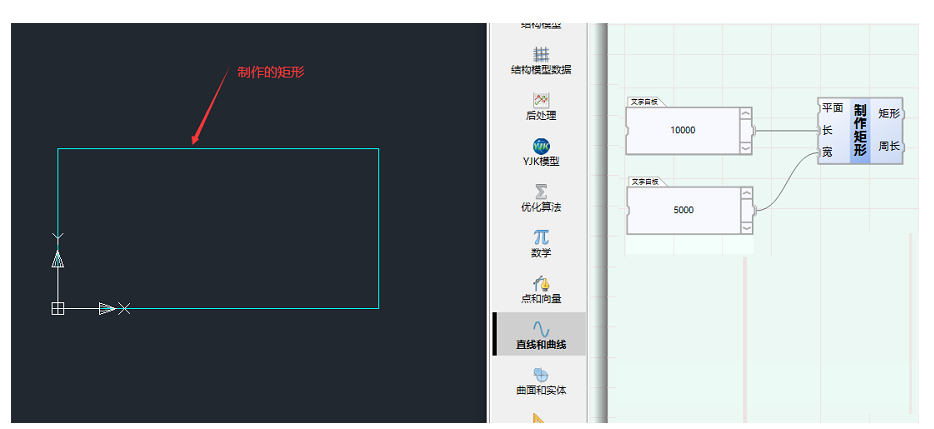 制作的矩形
Y
X
结构模型
结构模型数据
后处理
YJK
YJK模型
优化算法
数学
点和向量
直线和曲线
曲面和实体
文字面板
10000
文字面板
5000
平面
长
宽
制作矩形
矩形
周长